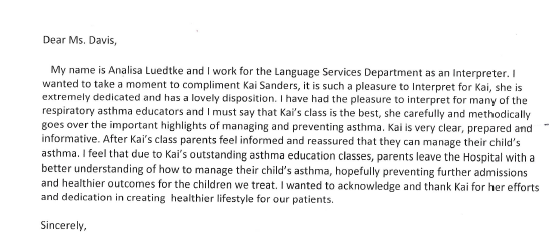 Dear Ms. Davis,
My name is Analisa Luedtke and I work for the Language Services Department as an Interpreter. I
wanted to take a moment to compliment Kai Sanders, it is such a pleasure to Interpret for Kai, she is
extremely dedicated and has a lovely disposition. I have had the pleasure to interpret for many of the
respiratory asthma educators and I must say that Kai's class is the best, she carefully and methodically
goes over the important highlights of managing and preventing asthma. Kai is very clear, prepared and
informative. After Kai's class parents feel informed and reassured that they can manage their child's
asthma. I feel that due to Kai's outstanding asthma education classes, parents leave the Hospital with a
better understanding of how to manage their child's asthma, hopefully preventing further admissions
and healthier outcomes for the children we treat. I wanted to acknowledge and thank Kai for her efforts
and dedication in creating healthier lifestyle for our patients.
Sincerely,